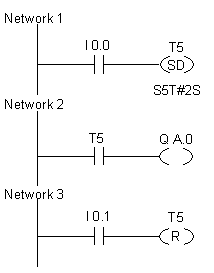 Network 1
I 0.0 T5
SD
S5T#2S
Network 2
T5 Q A.0
Network 3
I 0.1 T5
R